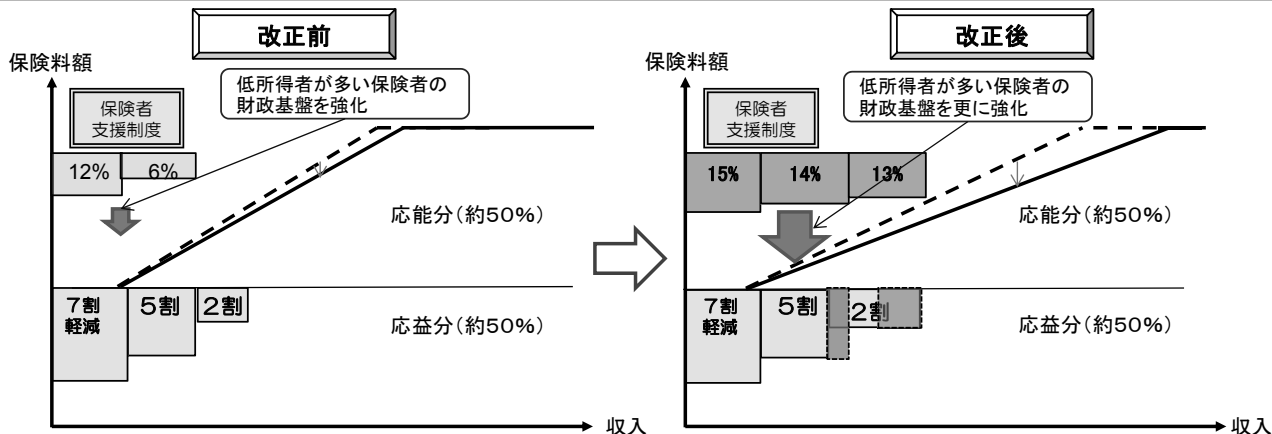 改正前
保険料額
低所得者が多い保険者の
財政基盤を強化
保険者
支援制度
12%
6%
応能分(約50%)
7割
軽減
5割
2割
応益分(約50%)
収入
改正後
保険料額
低所得者が多い保険者の
財政基盤を更に強化
保険者
支援制度
15%
14%
13%
応能分(約50%)
7割
軽減
5割
2割
応益分(約50%)
収入